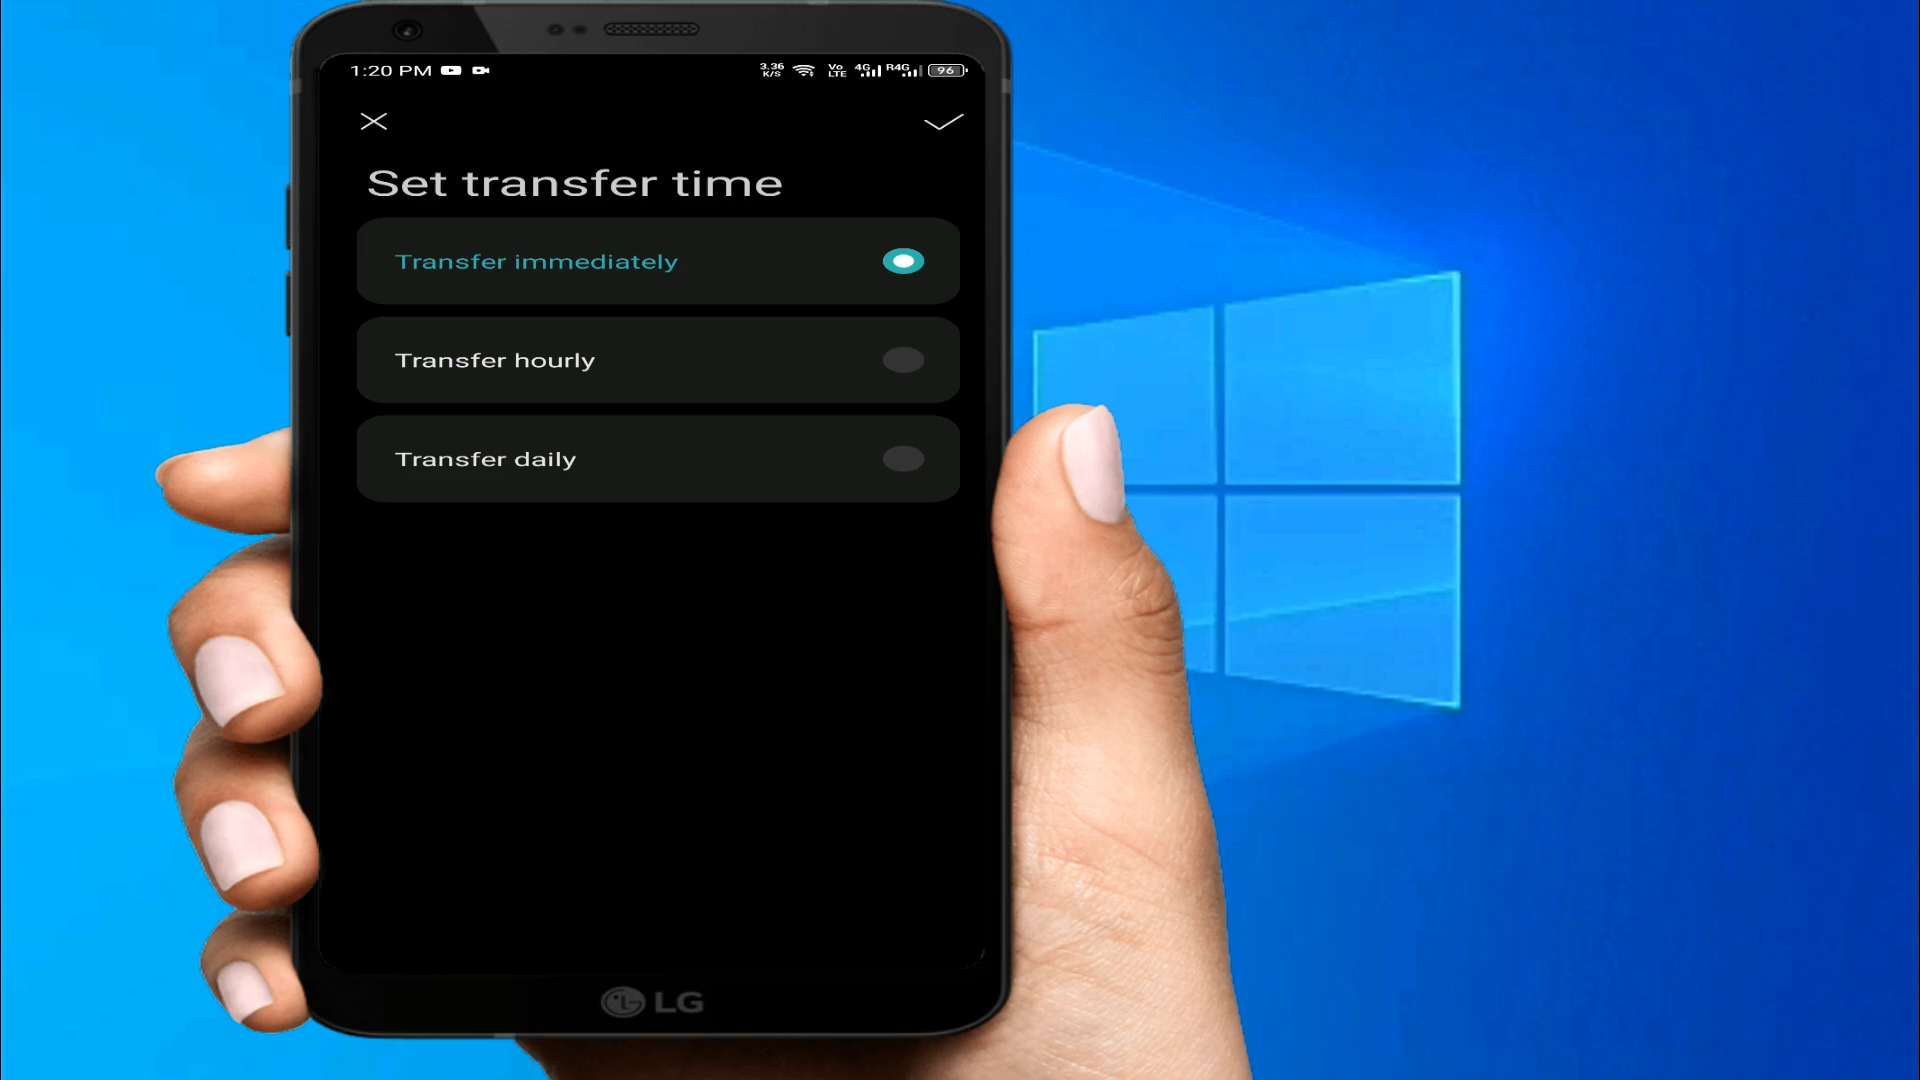 1:20 PM 3.36 K/S Vo LTE 4G R4G 96
Set transfer time
Transfer immediately
Transfer hourly
Transfer daily
LG